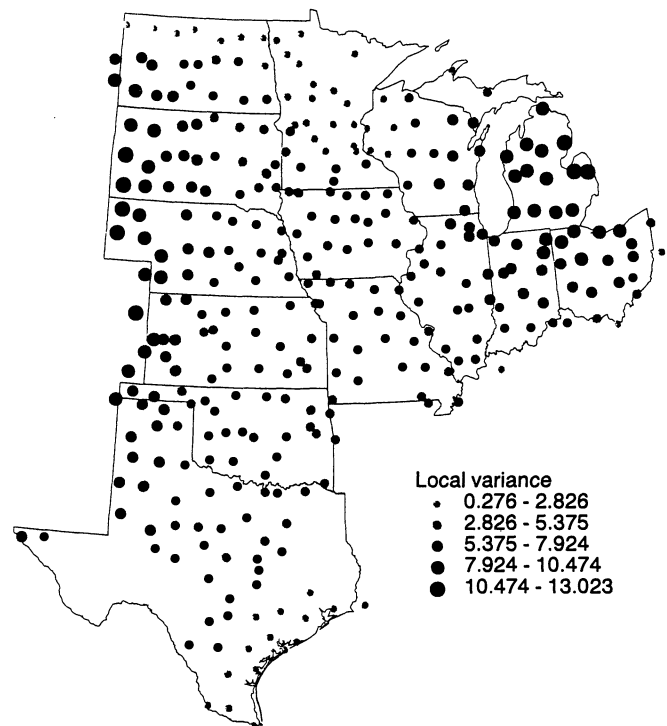 Local variance
0.276 - 2.826
2.826 - 5.375
5.375 - 7.924
7.924 - 10.474
10.474 - 13.023